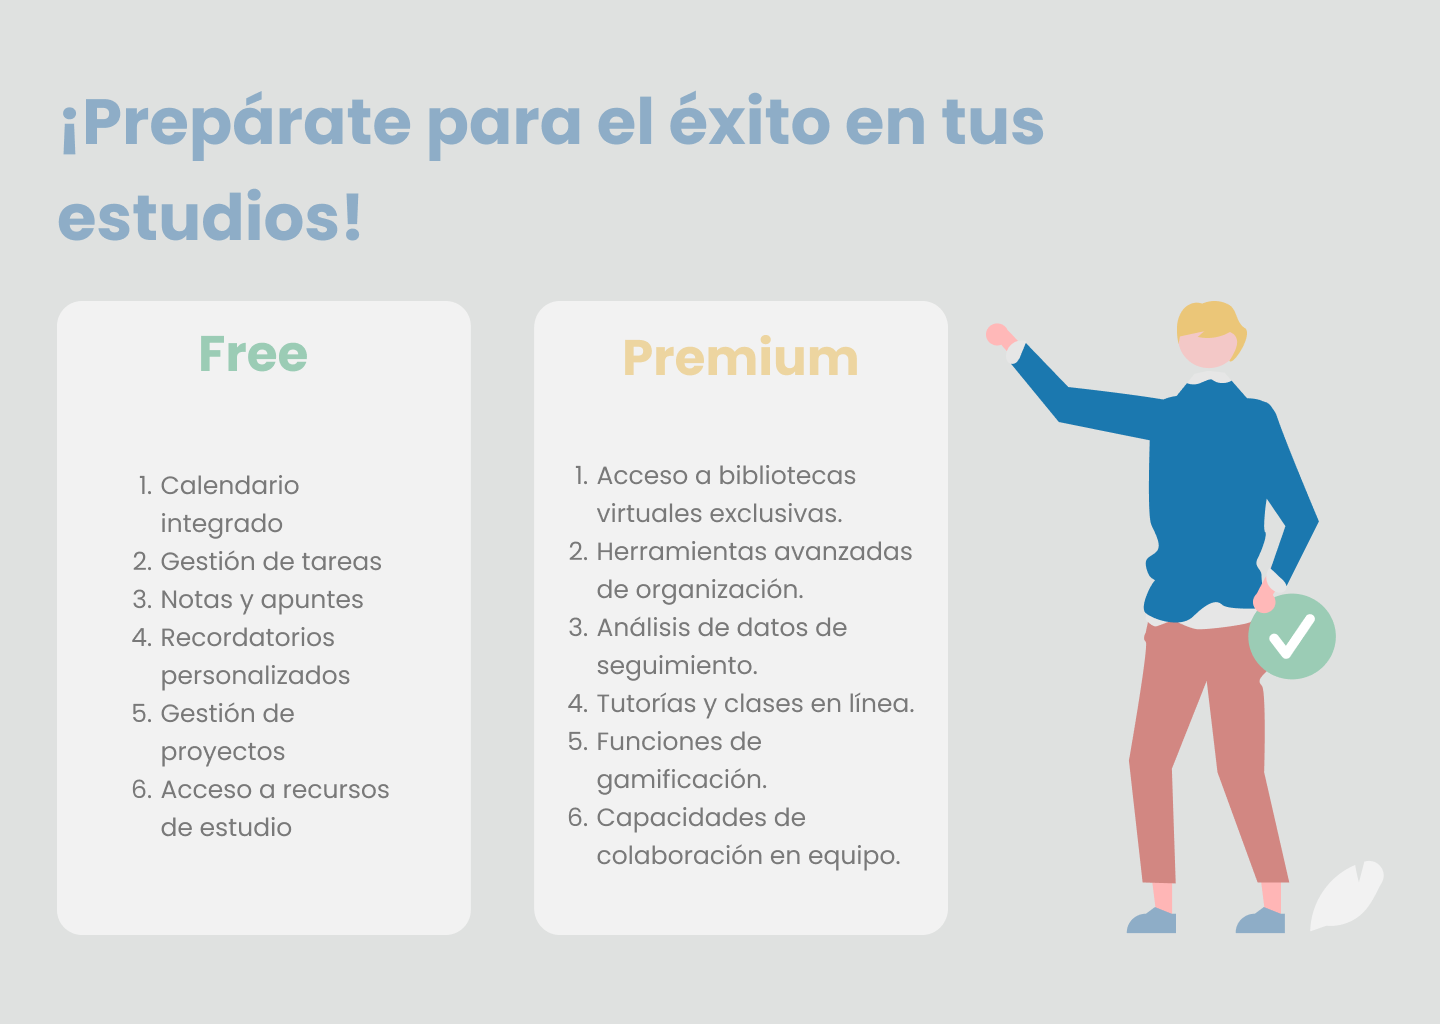 ¡Prepárate para el éxito en tus
estudios!
Free
1. Calendario
integrado
2. Gestión de tareas
3. Notas y apuntes
4. Recordatorios
personalizados
5. Gestión de
proyectos
6. Acceso a recursos
de estudio
Premium
1. Acceso a bibliotecas
virtuales exclusivas.
2. Herramientas avanzadas
de organización.
3. Análisis de datos de
seguimiento.
4. Tutorías y clases en línea.
5. Funciones de
gamificación.
6. Capacidades de
colaboración en equipo.